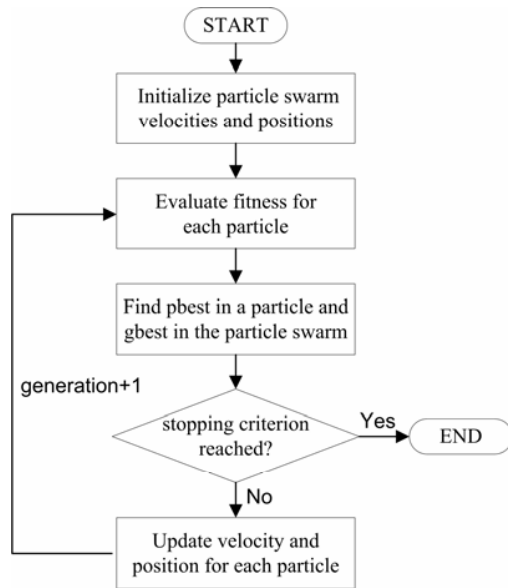 START
Initialize particle swarm
velocities and positions
Evaluate fitness for
each particle
Find pbest in a particle and
gbest in the particle swarm
generation+1
stopping criterion
reached?
Yes
END
No
Update velocity and
position for each particle